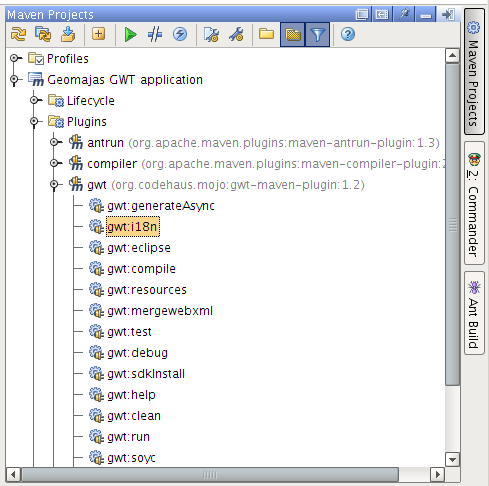 Maven Projects
Profiles
Geomajas GWT application
Lifecycle
Plugins
antrun (org.apache.maven.plugins:maven-antrun-plugin:1.3)
compiler (org.apache.maven.plugins:maven-compiler-plugin:2
gwt (org.codehaus.mojo:gwt-maven-plugin:1.2)
gwt:generateAsync
gwt:i18n
gwt:eclipse
gwt:compile
gwt:resources
gwt:mergewebxml
gwt:test
gwt:debug
gwt:sdkInstall
gwt:help
gwt:clean
gwt:run
gwt:soyc
Maven Projects
2: Commander
Ant Build